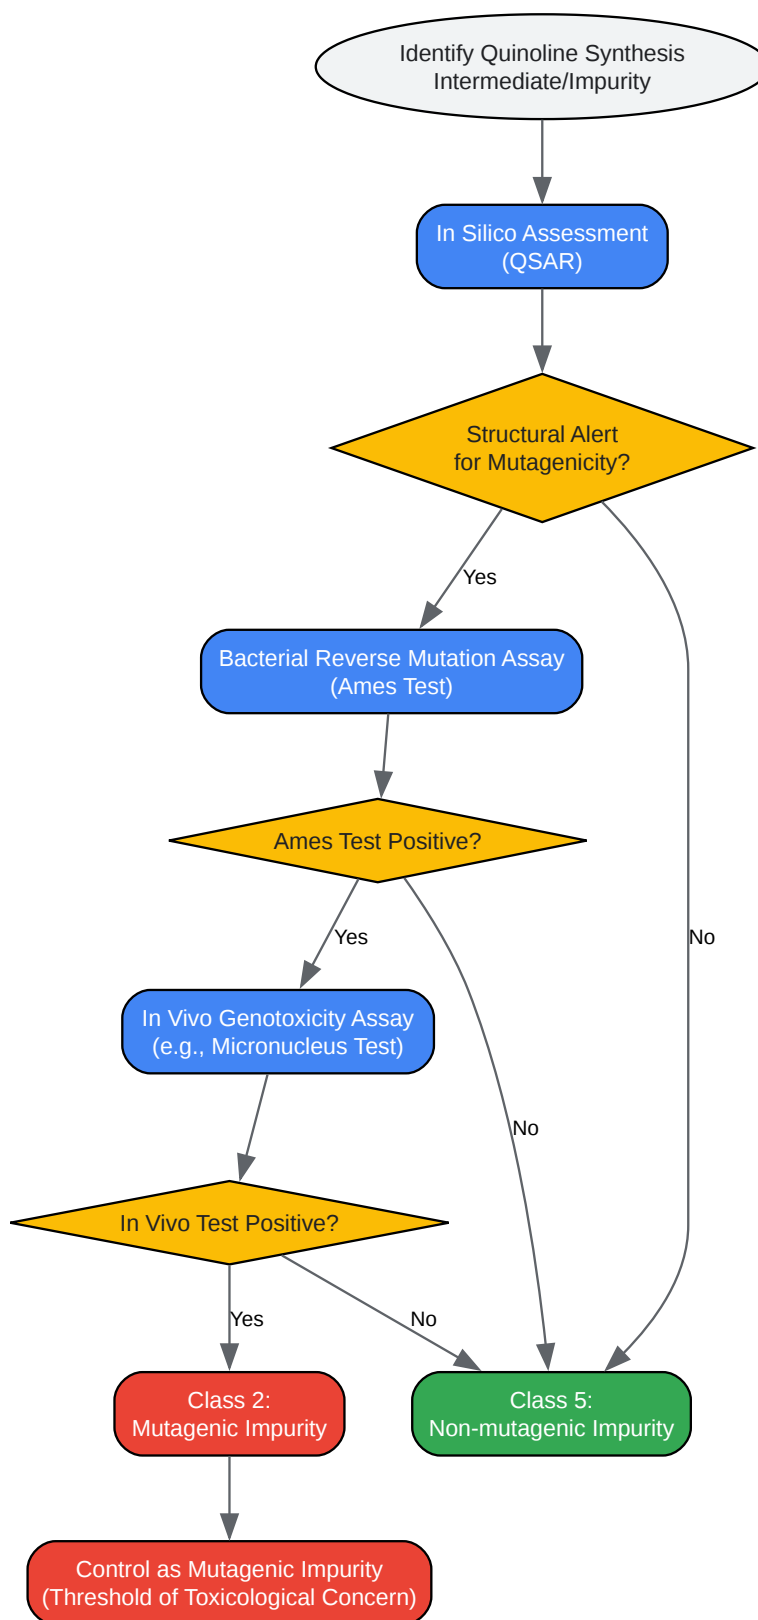 Identify Quinoline Synthesis
Intermediate/Impurity
In Silico Assessment
(QSAR)
Structural Alert
for Mutagenicity?
Yes
Bacterial Reverse Mutation Assay
(Ames Test)
Ames Test Positive?
Yes
No
In Vivo Genotoxicity Assay
(e.g., Micronucleus Test)
No
In Vivo Test Positive?
Yes
No
Class 2:
Mutagenic Impurity
Class 5:
Non-mutagenic Impurity
Control as Mutagenic Impurity
(Threshold of Toxicological Concern)